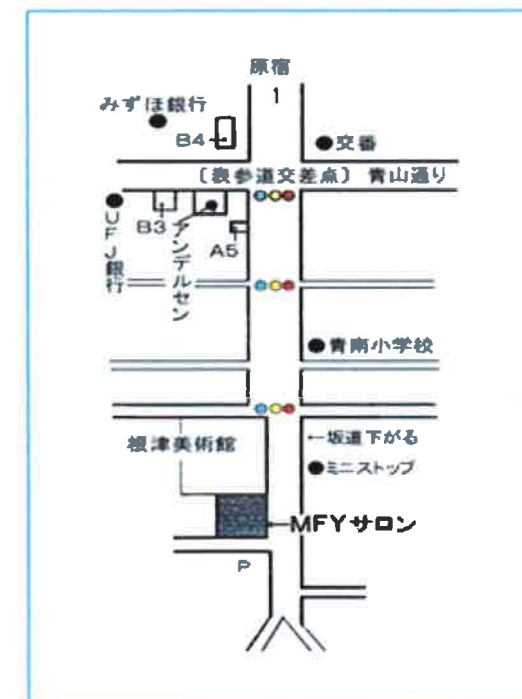 原宿
1
みずほ銀行
B4
交番
〔表参道交差点〕 青山通り
UFJ銀行
B3
アンデルセン
A5
青南小学校
根津美術館
←坂道下がる
ミニストップ
←MFYサロン
P